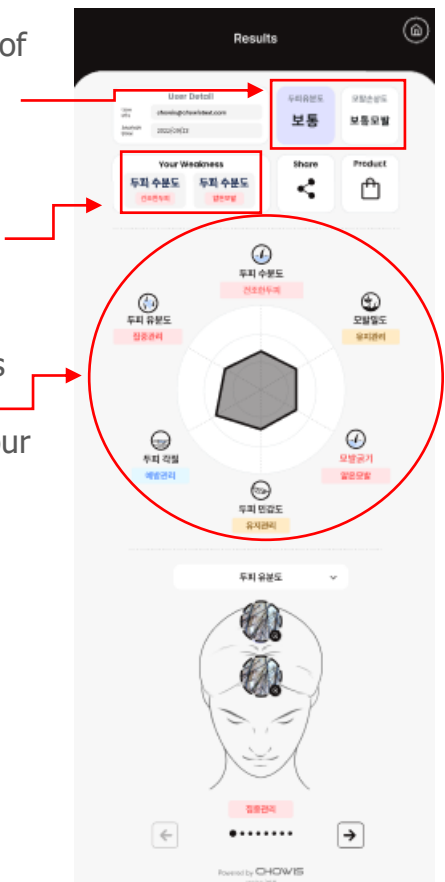 of
s
our
Results
User Detail
chowis@chowistest.com
2022/09/23
두피유분도
보통
모발손상도
보통모발
Your Weakness
두피 수분도
건조한두피
두피 수분도
얇은모발
Share
Product
두피 수분도
건조한두피
두피 유분도
집중관리
모발밀도
유지관리
두피 각질
예방관리
모발굵기
얇은모발
두피 민감도
유지관리
두피 유분도
집중관리
Powered by CHOWIS